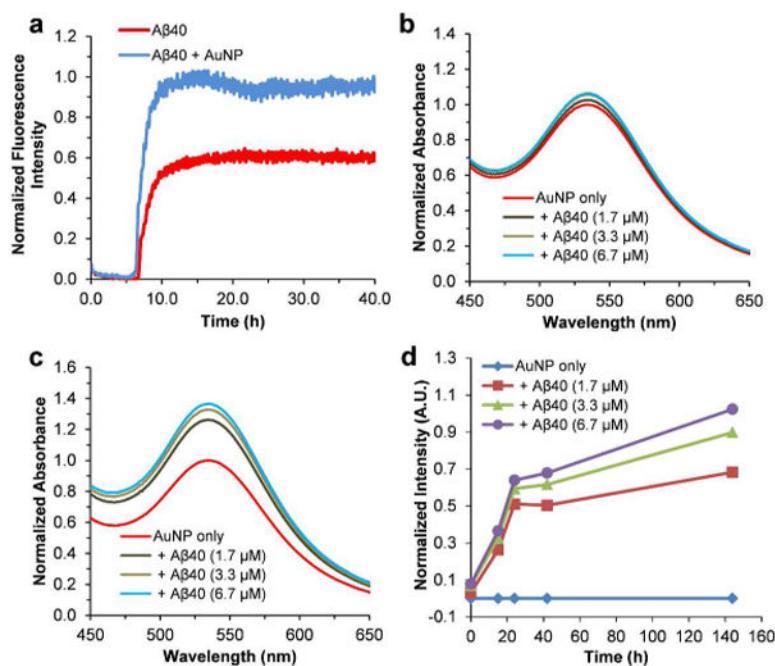 a
Aβ40
Aβ40 + AuNP
Normalized Fluorescence
Intensity
1.2
1.0
0.8
0.6
0.4
0.2
0.0
0.0 10.0 20.0 30.0 40.0
Time (h)
b
Normalized Absorbance
1.4
1.2
1.0
0.8
0.6
0.4
0.2
0.0
AuNP only
+ Aβ40 (1.7 µM)
+ Aβ40 (3.3 µM)
+ Aβ40 (6.7 µM)
450 500 550 600 650
Wavelength (nm)
c
Normalized Absorbance
1.6
1.4
1.2
1.0
0.8
0.6
0.4
0.2
0.0
AuNP only
+ Aβ40 (1.7 µM)
+ Aβ40 (3.3 µM)
+ Aβ40 (6.7 µM)
450 500 550 600 650
Wavelength (nm)
d
AuNP only
+ Aβ40 (1.7 µM)
+ Aβ40 (3.3 µM)
+ Aβ40 (6.7 µM)
Normalized Intensity (A.U.)
1.3
1.1
0.9
0.7
0.5
0.3
0.1
-0.1
0 20 40 60 80 100 120 140 160
Time (h)